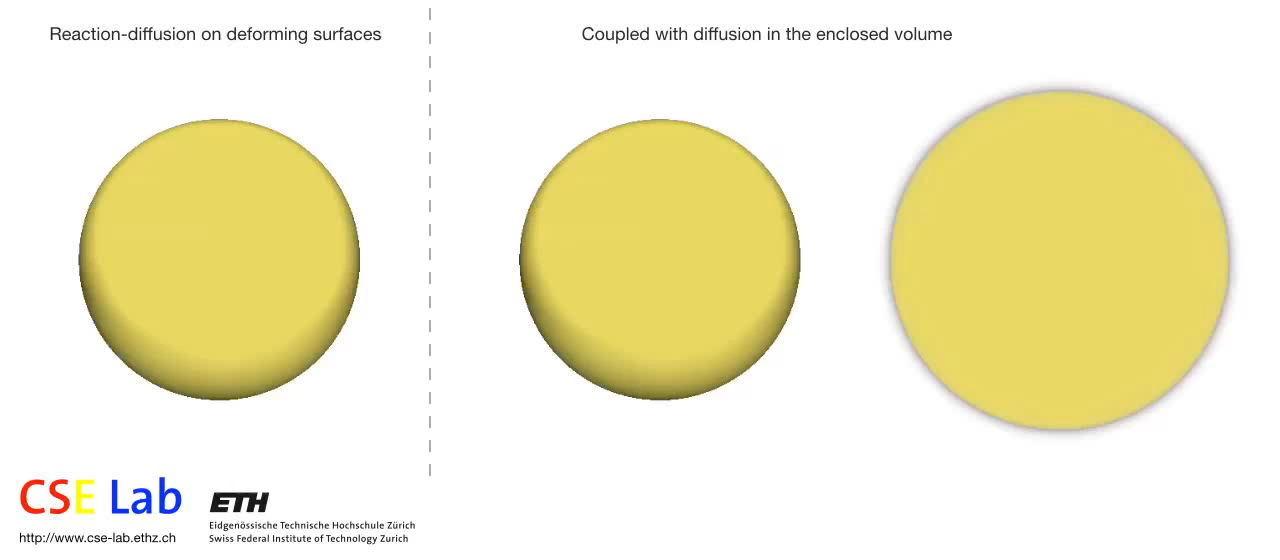 Reaction-diffusion on deforming surfaces
Coupled with diffusion in the enclosed volume
CSE Lab
http://www.cse-lab.ethz.ch
ETH
Eidgenössische Technische Hochschule Zürich
Swiss Federal Institute of Technology Zurich